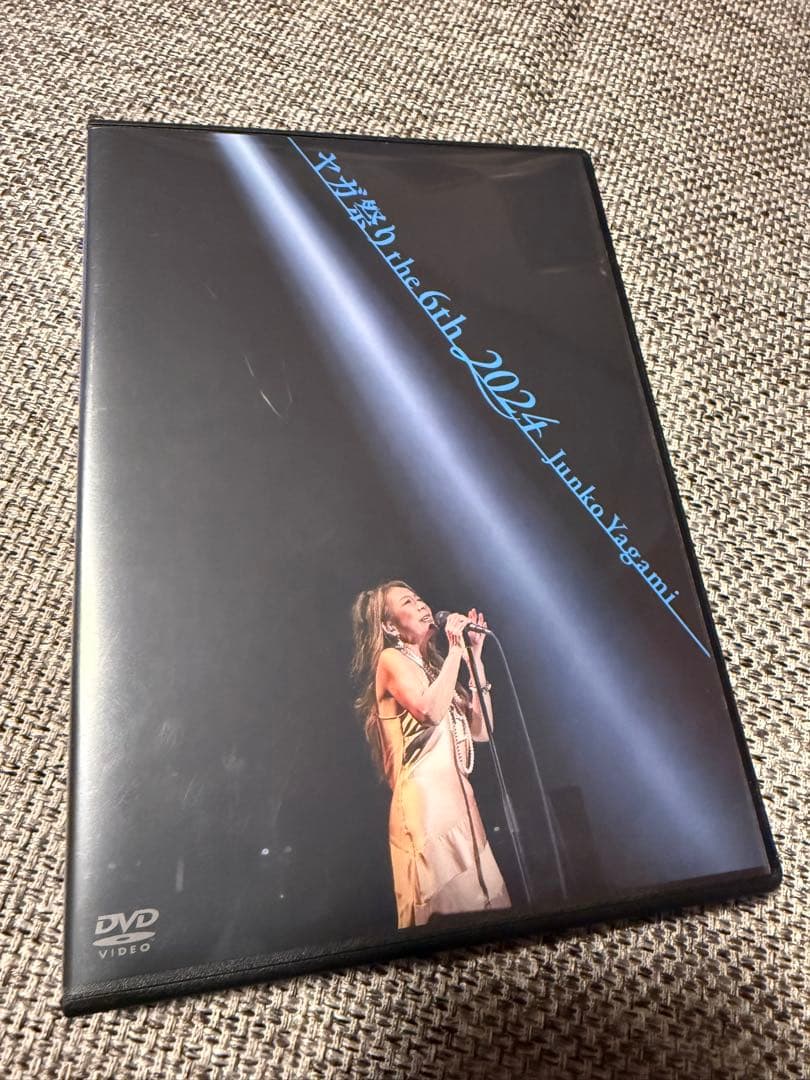 ヤガ祭り the 6th 2024 Junko Yagami
DVD
VIDEO